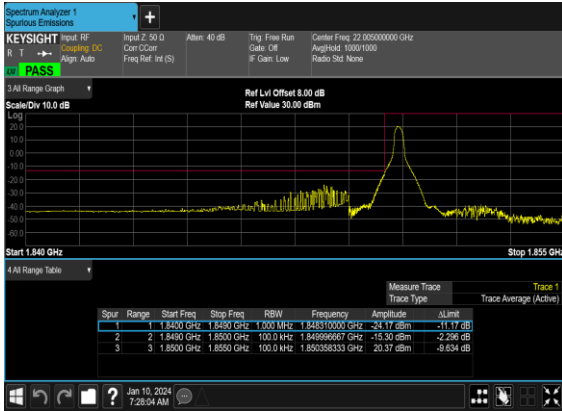 Spectrum Analyzer 1
Spurious Emissions
+
KEYSIGHT Input: RF Input Z: 50 Ω Atten: 40 dB Trig: Free Run Center Freq: 22.005000000 GHz
R T Coupling: DC Corr CCorr Gate: Off Avg|Hold: 1000/1000
Align: Auto Freq Ref: Int (S) IF Gain: Low Radio Std: None
PASS
3 All Range Graph
Ref Lvl Offset 8.00 dB
Scale/Div 10.0 dB Ref Value 30.00 dBm
Log
20.0
10.0
0.00
-10.0
-20.0
-30.0
-40.0
-50.0
-60.0
Start 1.840 GHz Stop 1.855 GHz
4 All Range Table
Measure Trace Trace 1
Trace Type Trace Average (Active)
Spur Range Start Freq Stop Freq RBW Frequency Amplitude ΔLimit
1 1 1.8400 GHz 1.8490 GHz 1.000 MHz 1.848310000 GHz -24.17 dBm -11.17 dB
2 2 1.8490 GHz 1.8500 GHz 100.0 kHz 1.849996667 GHz -15.30 dBm -2.296 dB
3 3 1.8500 GHz 1.8550 GHz 100.0 kHz 1.850358333 GHz 20.37 dBm -9.634 dB
? Jan 10, 2024
7:28:04 AM